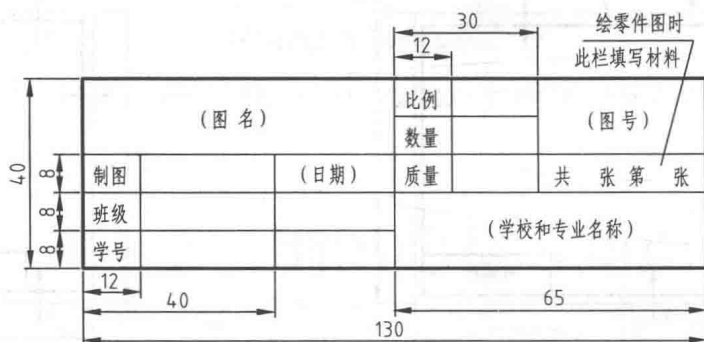 30
绘零件图时
12
此栏填写材料
(图名)
比例
(图号)
数量
40
8
制图
(日期)
质量
共 张 第 张
8
班级
(学校和专业名称)
8
学号
12
40
65
130